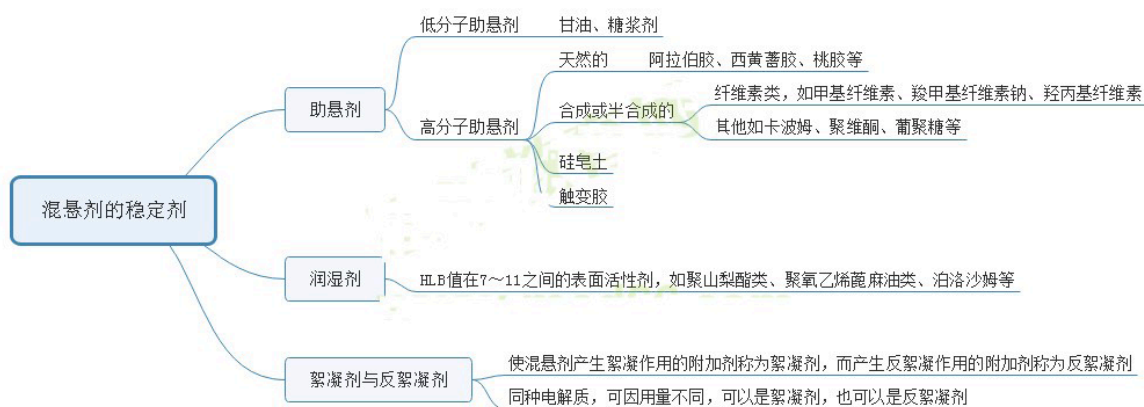 混悬剂的稳定剂
助悬剂
低分子助悬剂
甘油、糖浆剂
高分子助悬剂
天然的
阿拉伯胶、西黄蓍胶、桃胶等
合成或半合成的
纤维素类，如甲基纤维素、羧甲基纤维素钠、羟丙基纤维素
其他如卡波姆、聚维酮、葡聚糖等
硅皂土
触变胶
润湿剂
HLB值在7～11之间的表面活性剂，如聚山梨酯类、聚氧乙烯蓖麻油类、泊洛沙姆等
絮凝剂与反絮凝剂
使混悬剂产生絮凝作用的附加剂称为絮凝剂，而产生反絮凝作用的附加剂称为反絮凝剂
同种电解质，可因用量不同，可以是絮凝剂，也可以是反絮凝剂